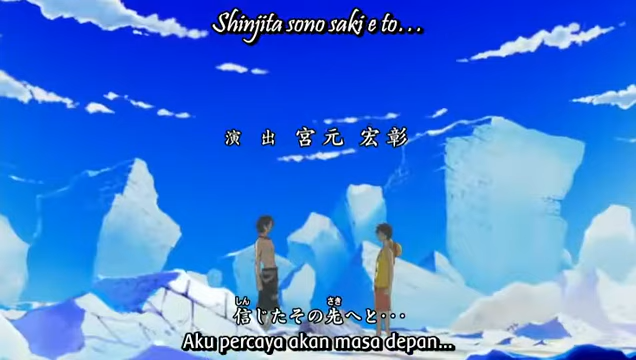 Shinjita sono saki e to...
演 出 宮元 宏彰
しん さき
信じたその先へと・・・
Aku percaya akan masa depan...